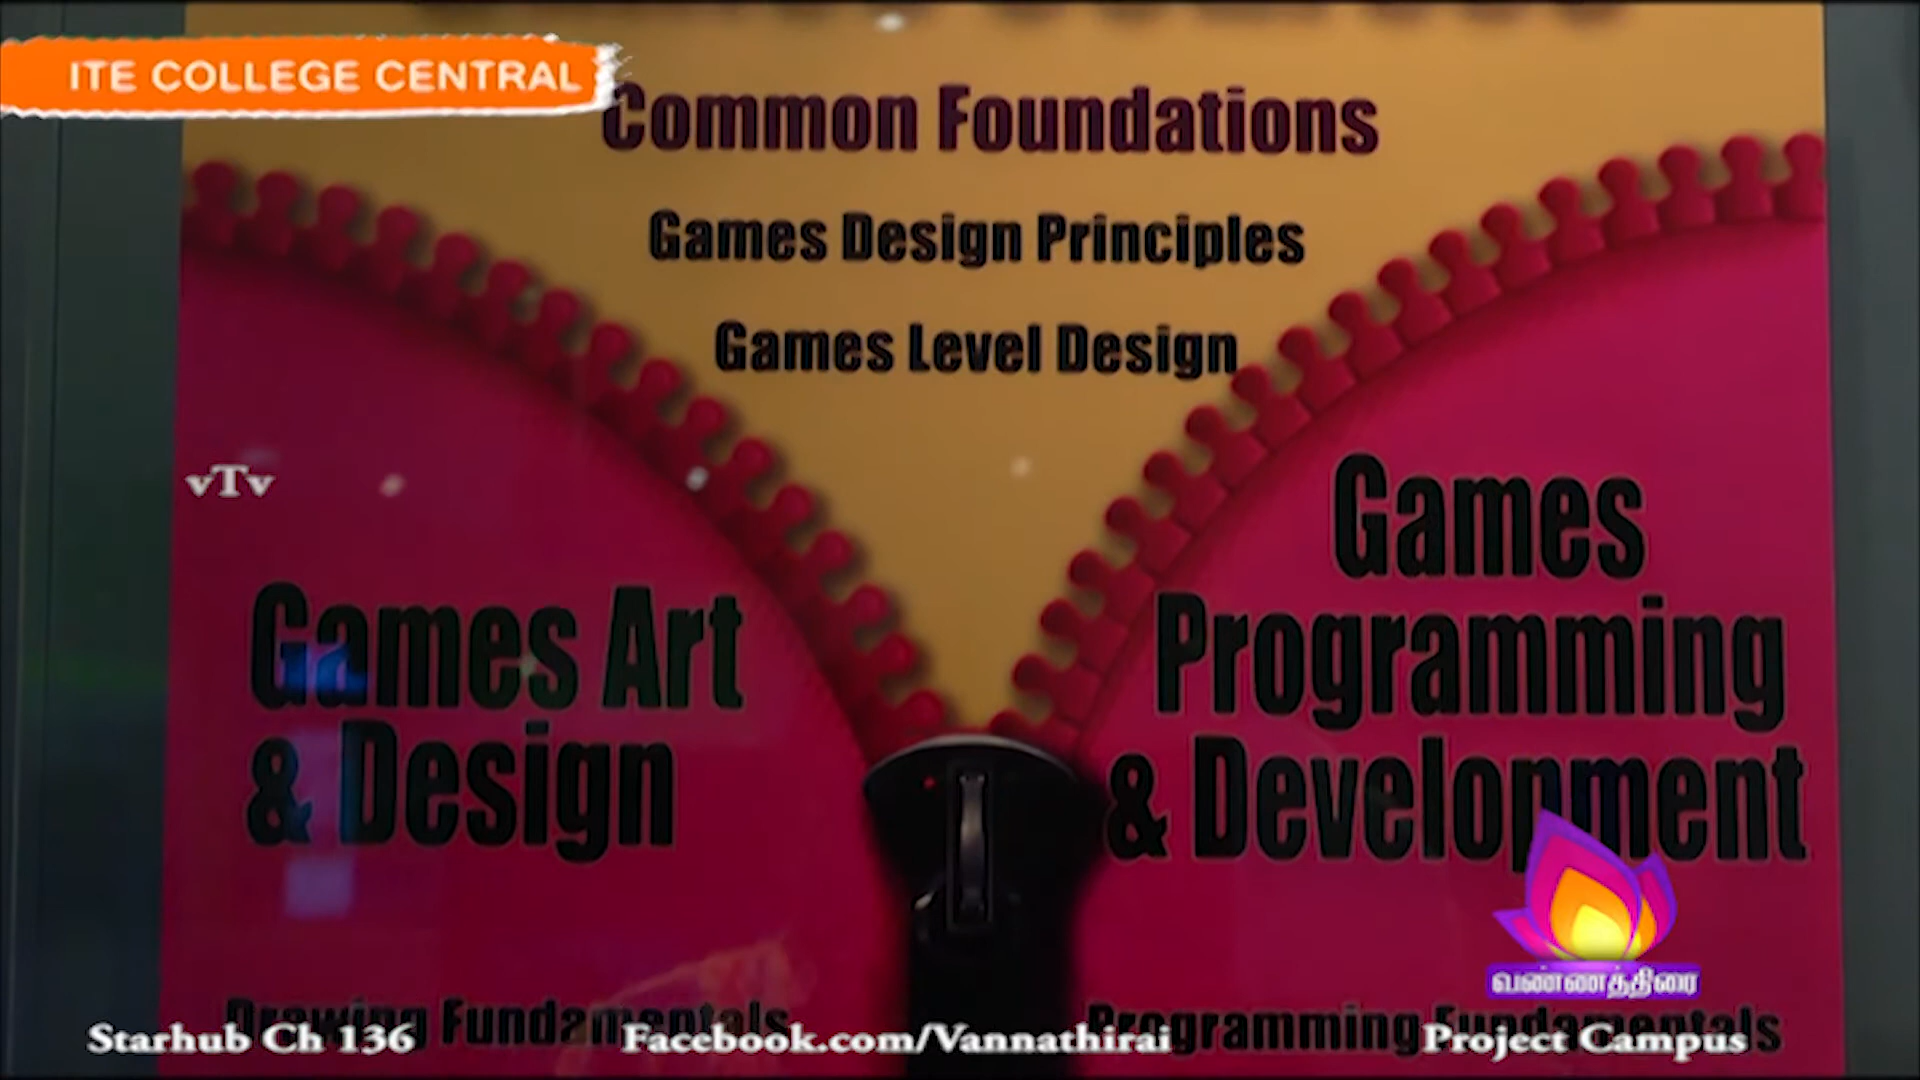 ITE COLLEGE CENTRAL
Common Foundations
Games Design Principles
Games Level Design
vTv
Games Art
& Design
Games
Programming
& Development
வண்ணத்திரை
Drawing Fundamentals
Programming Fundamentals
Starhub Ch 136
Facebook.com/Vannathirai
Project Campus